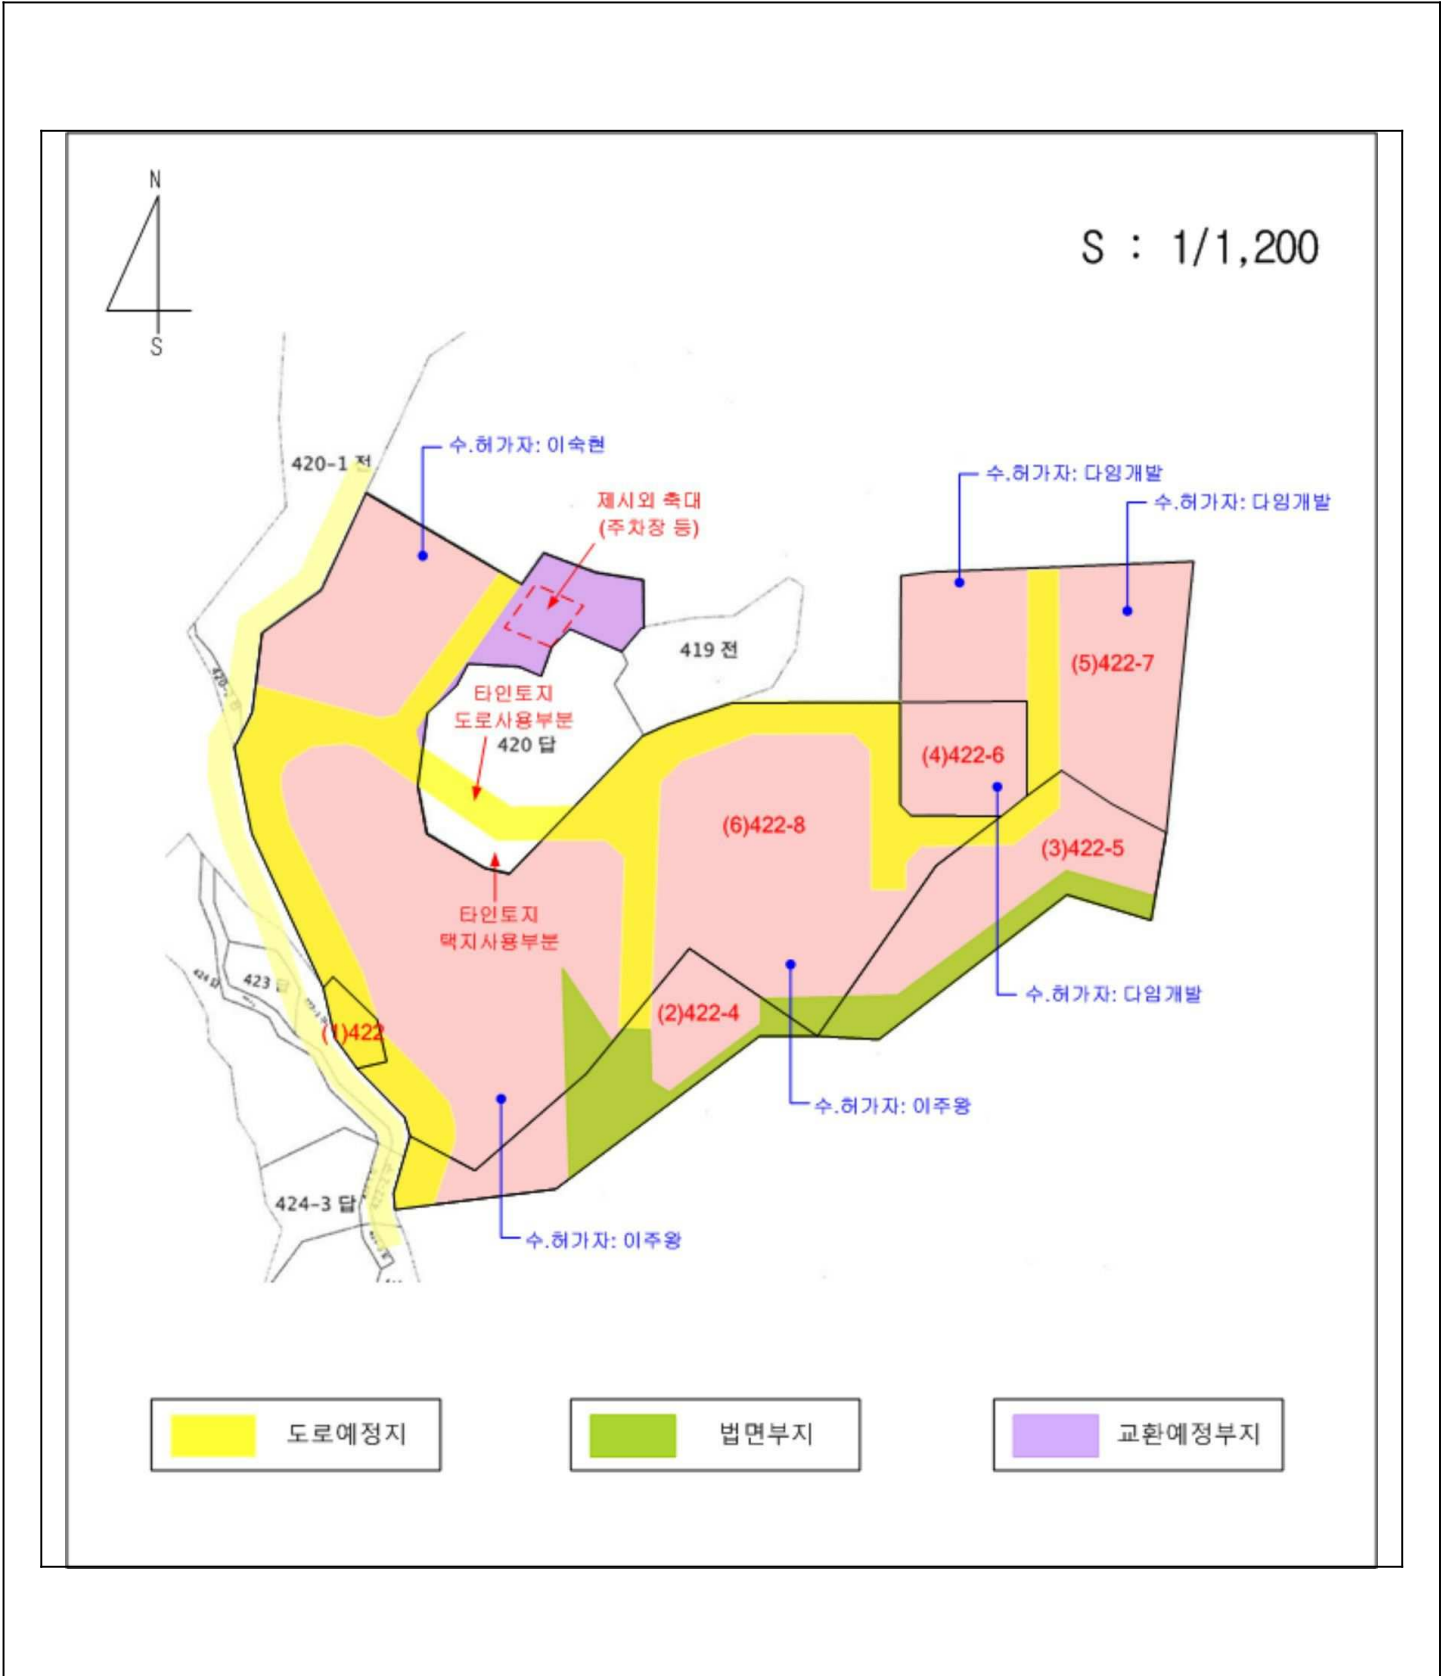 N
S : 1/1,200
S
수.허가자: 이숙현
420-1 전
수.허가자: 다임개발
제시외 축대
(주차장 등)
수.허가자: 다임개발
419 전
(5)422-7
타인토지
도로사용부분
420 답
(4)422-6
(6)422-8
(3)422-5
타인토지
택지사용부분
424 답
423 답
수.허가자: 다임개발
(2)422-4
(1)422
수.허가자: 이주왕
424-3 답
수.허가자: 이주왕
도로예정지
법면부지
교환예정부지